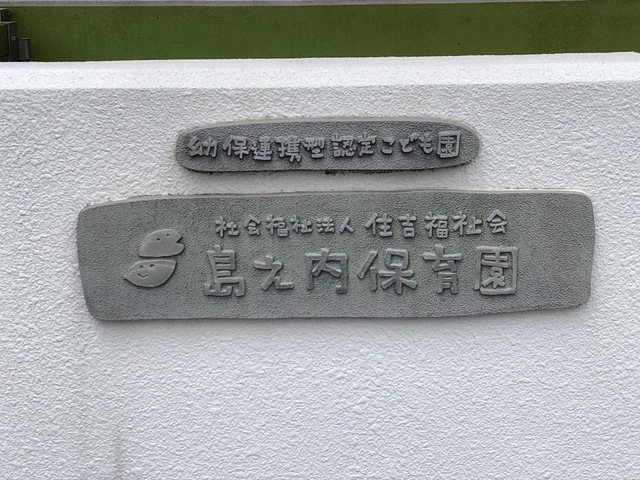 幼保連携型認定こども園
社会福祉法人 住吉福祉会
島之内保育園